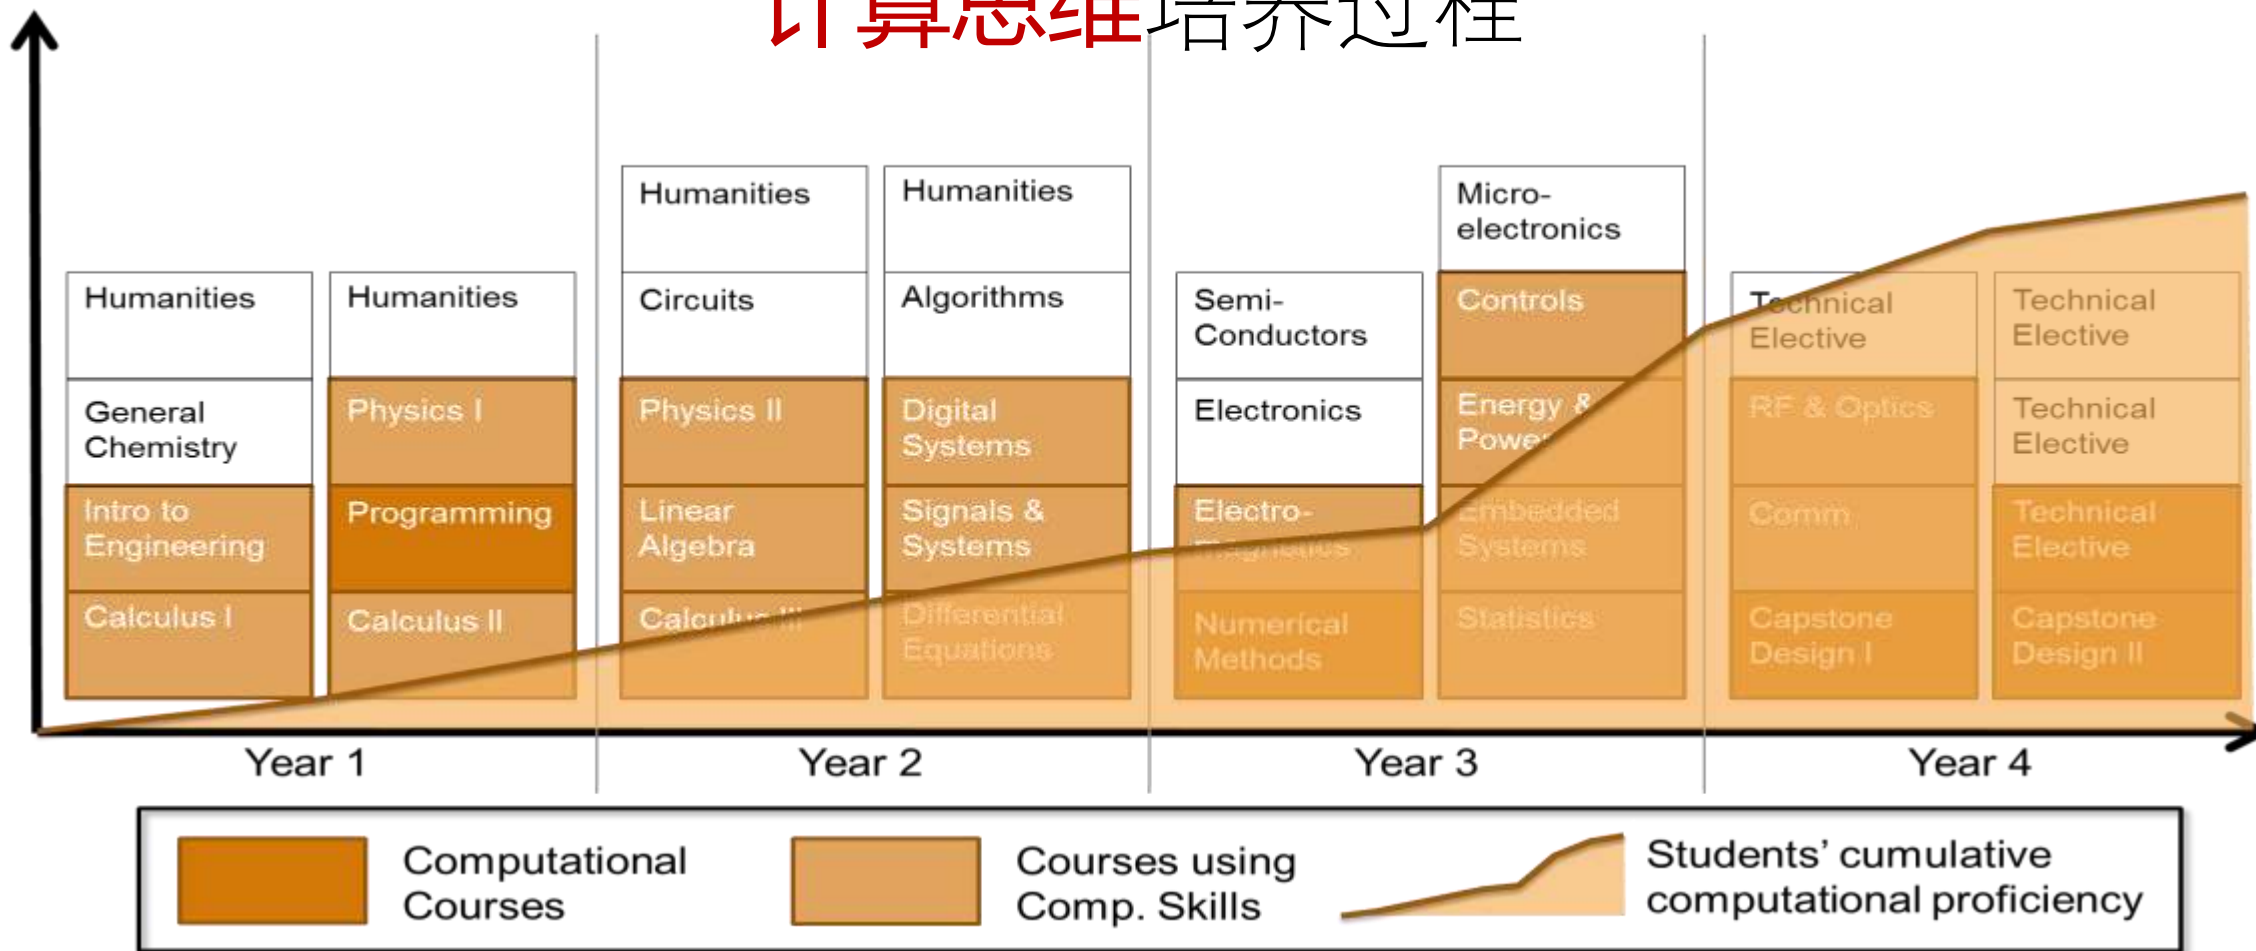 计算思维培养过程
Humanities
General
Chemistry
Intro to
Engineering
Calculus I
Humanities
Physics I
Programming
Calculus II
Humanities
Circuits
Physics II
Linear
Algebra
Calculus III
Humanities
Algorithms
Digital
Systems
Signals &
Systems
Differential
Equations
Semi-
Conductors
Electronics
Electro-
magnetics
Numerical
Methods
Micro-
electronics
Controls
Energy &
Power
Embedded
Systems
Statistics
Technical
Elective
RF & Optics
Comm
Capstone
Design I
Technical
Elective
Technical
Elective
Technical
Elective
Capstone
Design II
Year 1
Year 2
Year 3
Year 4
Computational
Courses
Courses using
Comp. Skills
Students' cumulative
computational proficiency